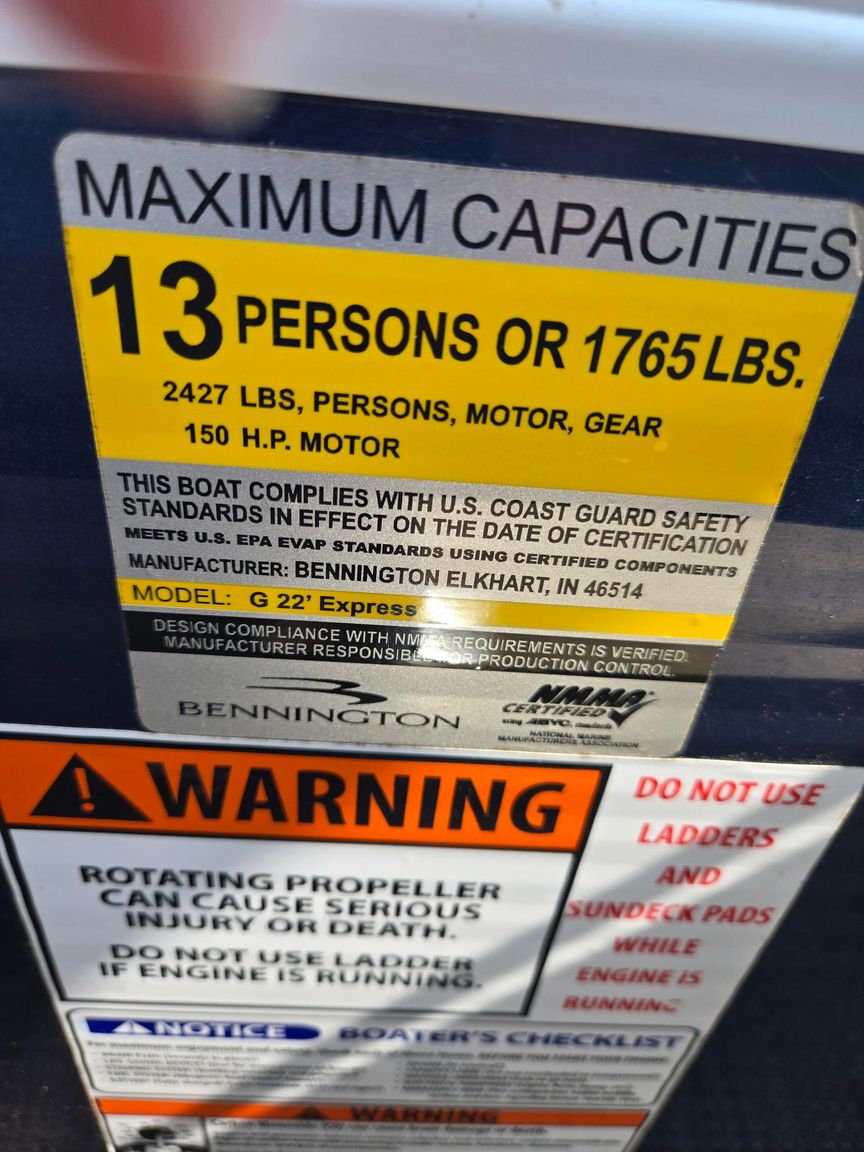 MAXIMUM CAPACITIES
13 PERSONS OR 1765 LBS.
2427 LBS, PERSONS, MOTOR, GEAR
150 H.P. MOTOR
THIS BOAT COMPLIES WITH U.S. COAST GUARD SAFETY
STANDARDS IN EFFECT ON THE DATE OF CERTIFICATION
MEETS U.S. EPA EVAP STANDARDS USING CERTIFIED COMPONENTS
MANUFACTURER: BENNINGTON ELKHART, IN 46514
MODEL: G 22' Express
DESIGN COMPLIANCE WITH NMMA REQUIREMENTS IS VERIFIED.
MANUFACTURER RESPONSIBLE FOR PRODUCTION CONTROL.
BENNINGTON
NMMA
CERTIFIED
using ABYC standards
NATIONAL MARINE
MANUFACTURERS ASSOCIATION
WARNING
ROTATING PROPELLER
CAN CAUSE SERIOUS
INJURY OR DEATH.
DO NOT USE LADDER
IF ENGINE IS RUNNING.
DO NOT USE
LADDERS
AND
SUNDECK PADS
WHILE
ENGINE IS
RUNNING
NOTICE BOATER'S CHECKLIST
WARNING